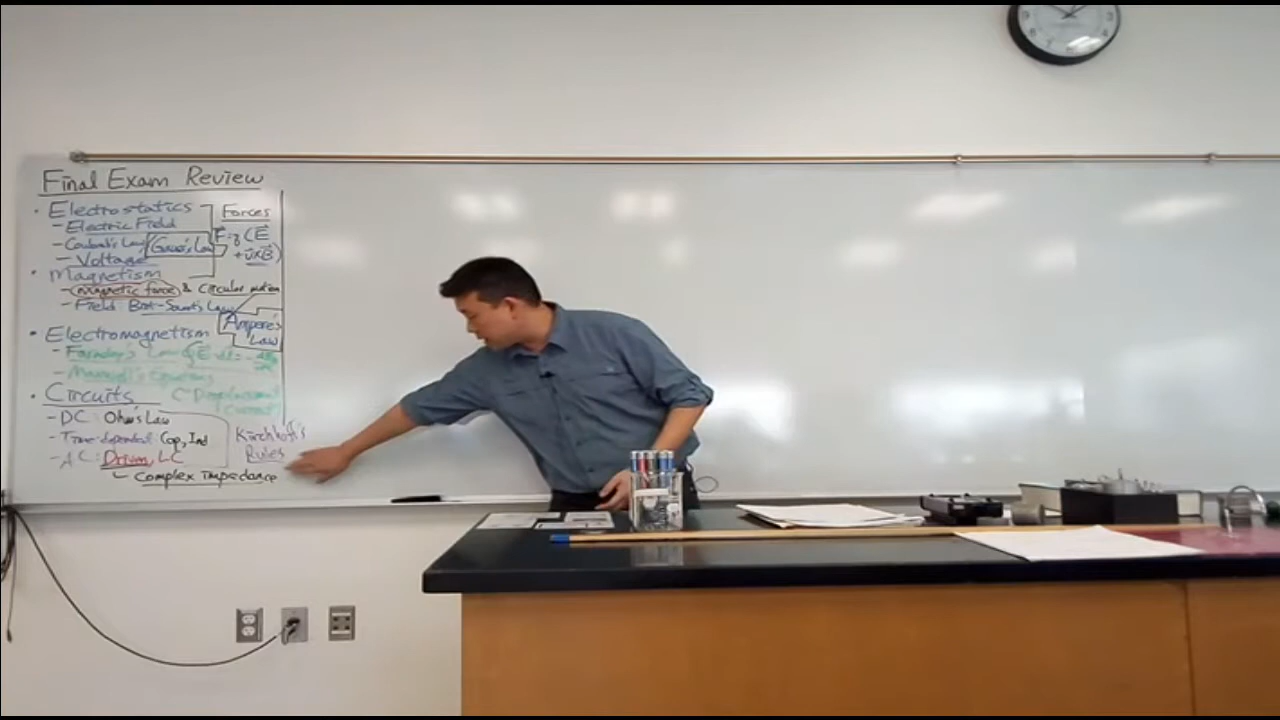 Final Exam Review
• Electrostatics
- Electric Field
- Coulomb's Law
Gauss's Law
- Voltage
Forces
F = q(E
+ v×B)
• Magnetism
- magnetic force & Circular motion
- Field: Biot-Savart's Law
Ampere's
Law
• Electromagnetism
- Faraday's Law ∮E·dl = -
- Maxwell's Equations
Displacement
Current
• Circuits
- DC: Ohm's Law
- Time-dependent Cap, Ind
- AC: Driven LC
Complex Impedance
Kirchhoff's
Rules